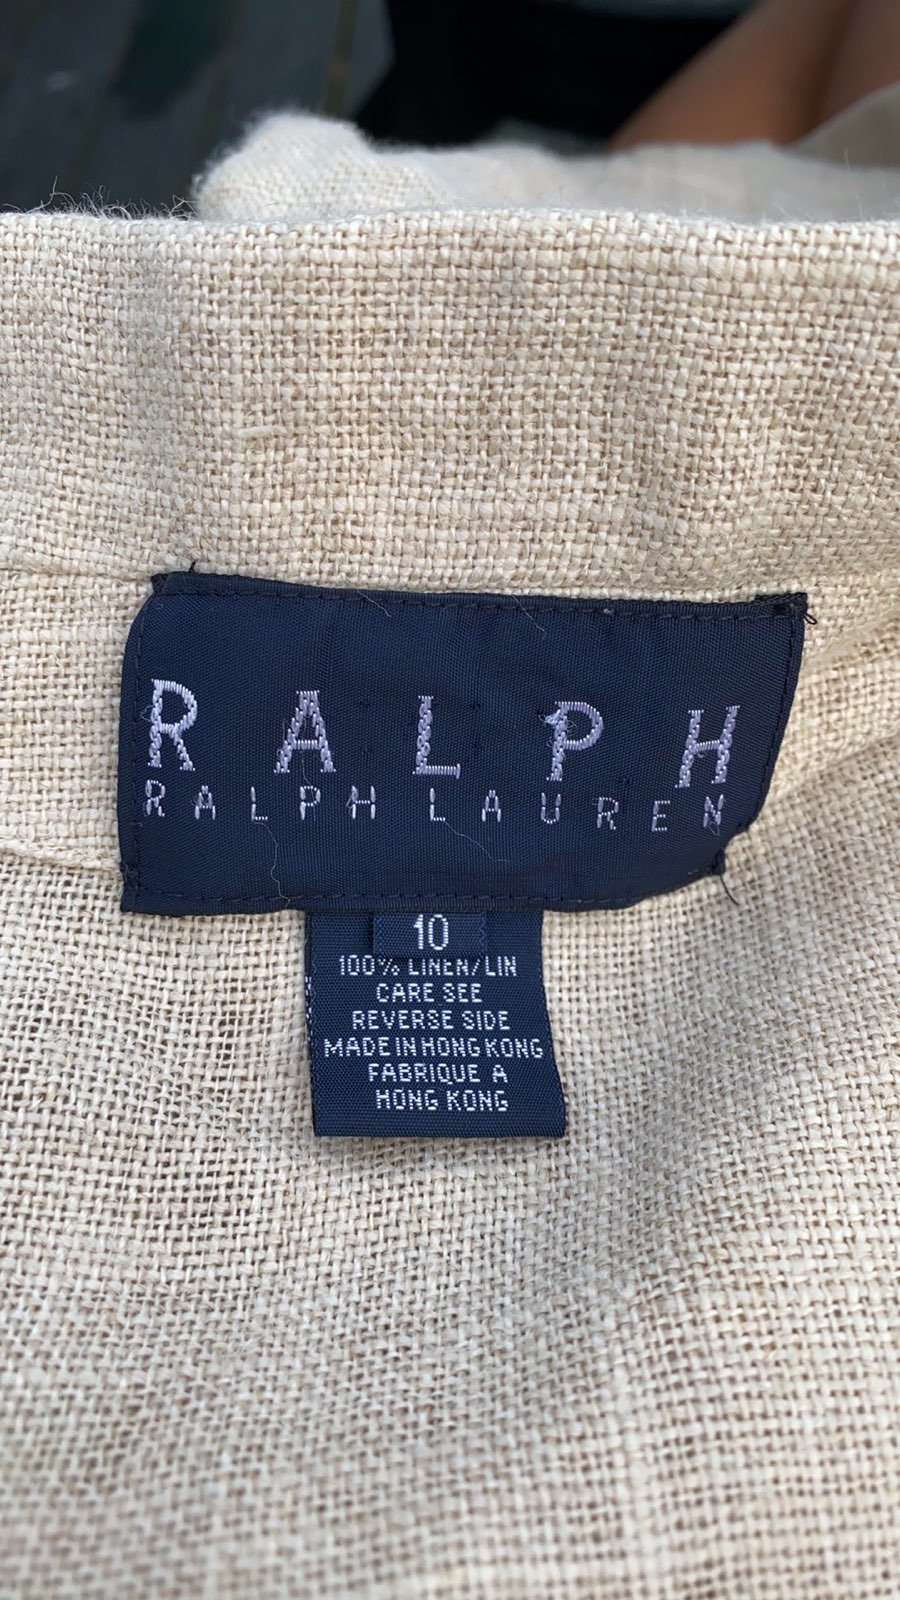 RALPH
RALPH LAUREN
10
100% LINEN/LIN
CARE SEE
REVERSE SIDE
MADE IN HONG KONG
FABRIQUE A
HONG KONG